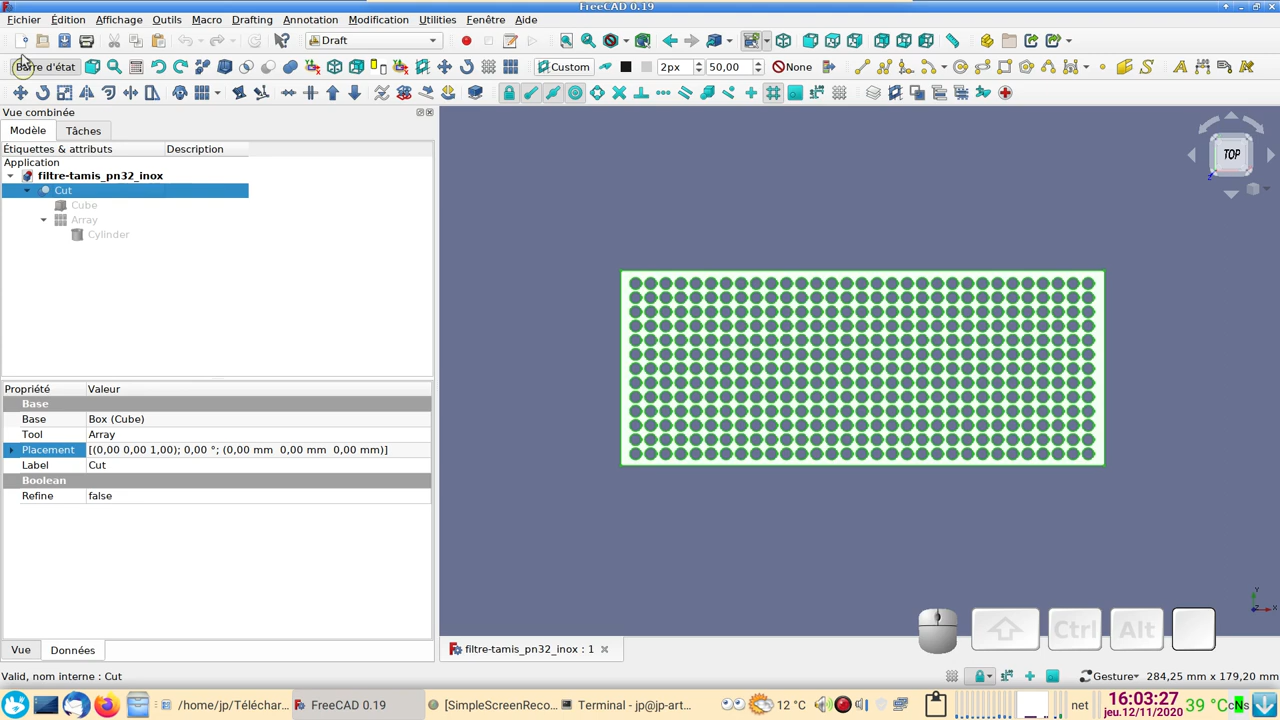 FreeCAD 0.19
Fichier Édition Affichage Outils Macro Drafting Annotation Modification Utilities Fenêtre Aide
Draft
Custom 2px 50,00 None
Vue combinée
Modèle Tâches
Étiquettes & attributs Description
Application
filtre-tamis_pn32_inox
Cut
Cube
Array
Cylinder
TOP
Propriété Valeur
Base
Base Box (Cube)
Tool Array
Placement [(0,00 0,00 1,00); 0,00 °; (0,00 mm 0,00 mm 0,00 mm)]
Label Cut
Boolean
Refine false
Ctrl Alt
Vue Données
filtre-tamis_pn32_inox : 1
Valid, nom interne : Cut
Gesture 284,25 mm x 179,20 mm
/home/jp/Téléchar... FreeCAD 0.19 [SimpleScreenReco... Terminal - jp@jp-art... 12 °C net 16:03:27 39 °C
jeu.12/11/2020